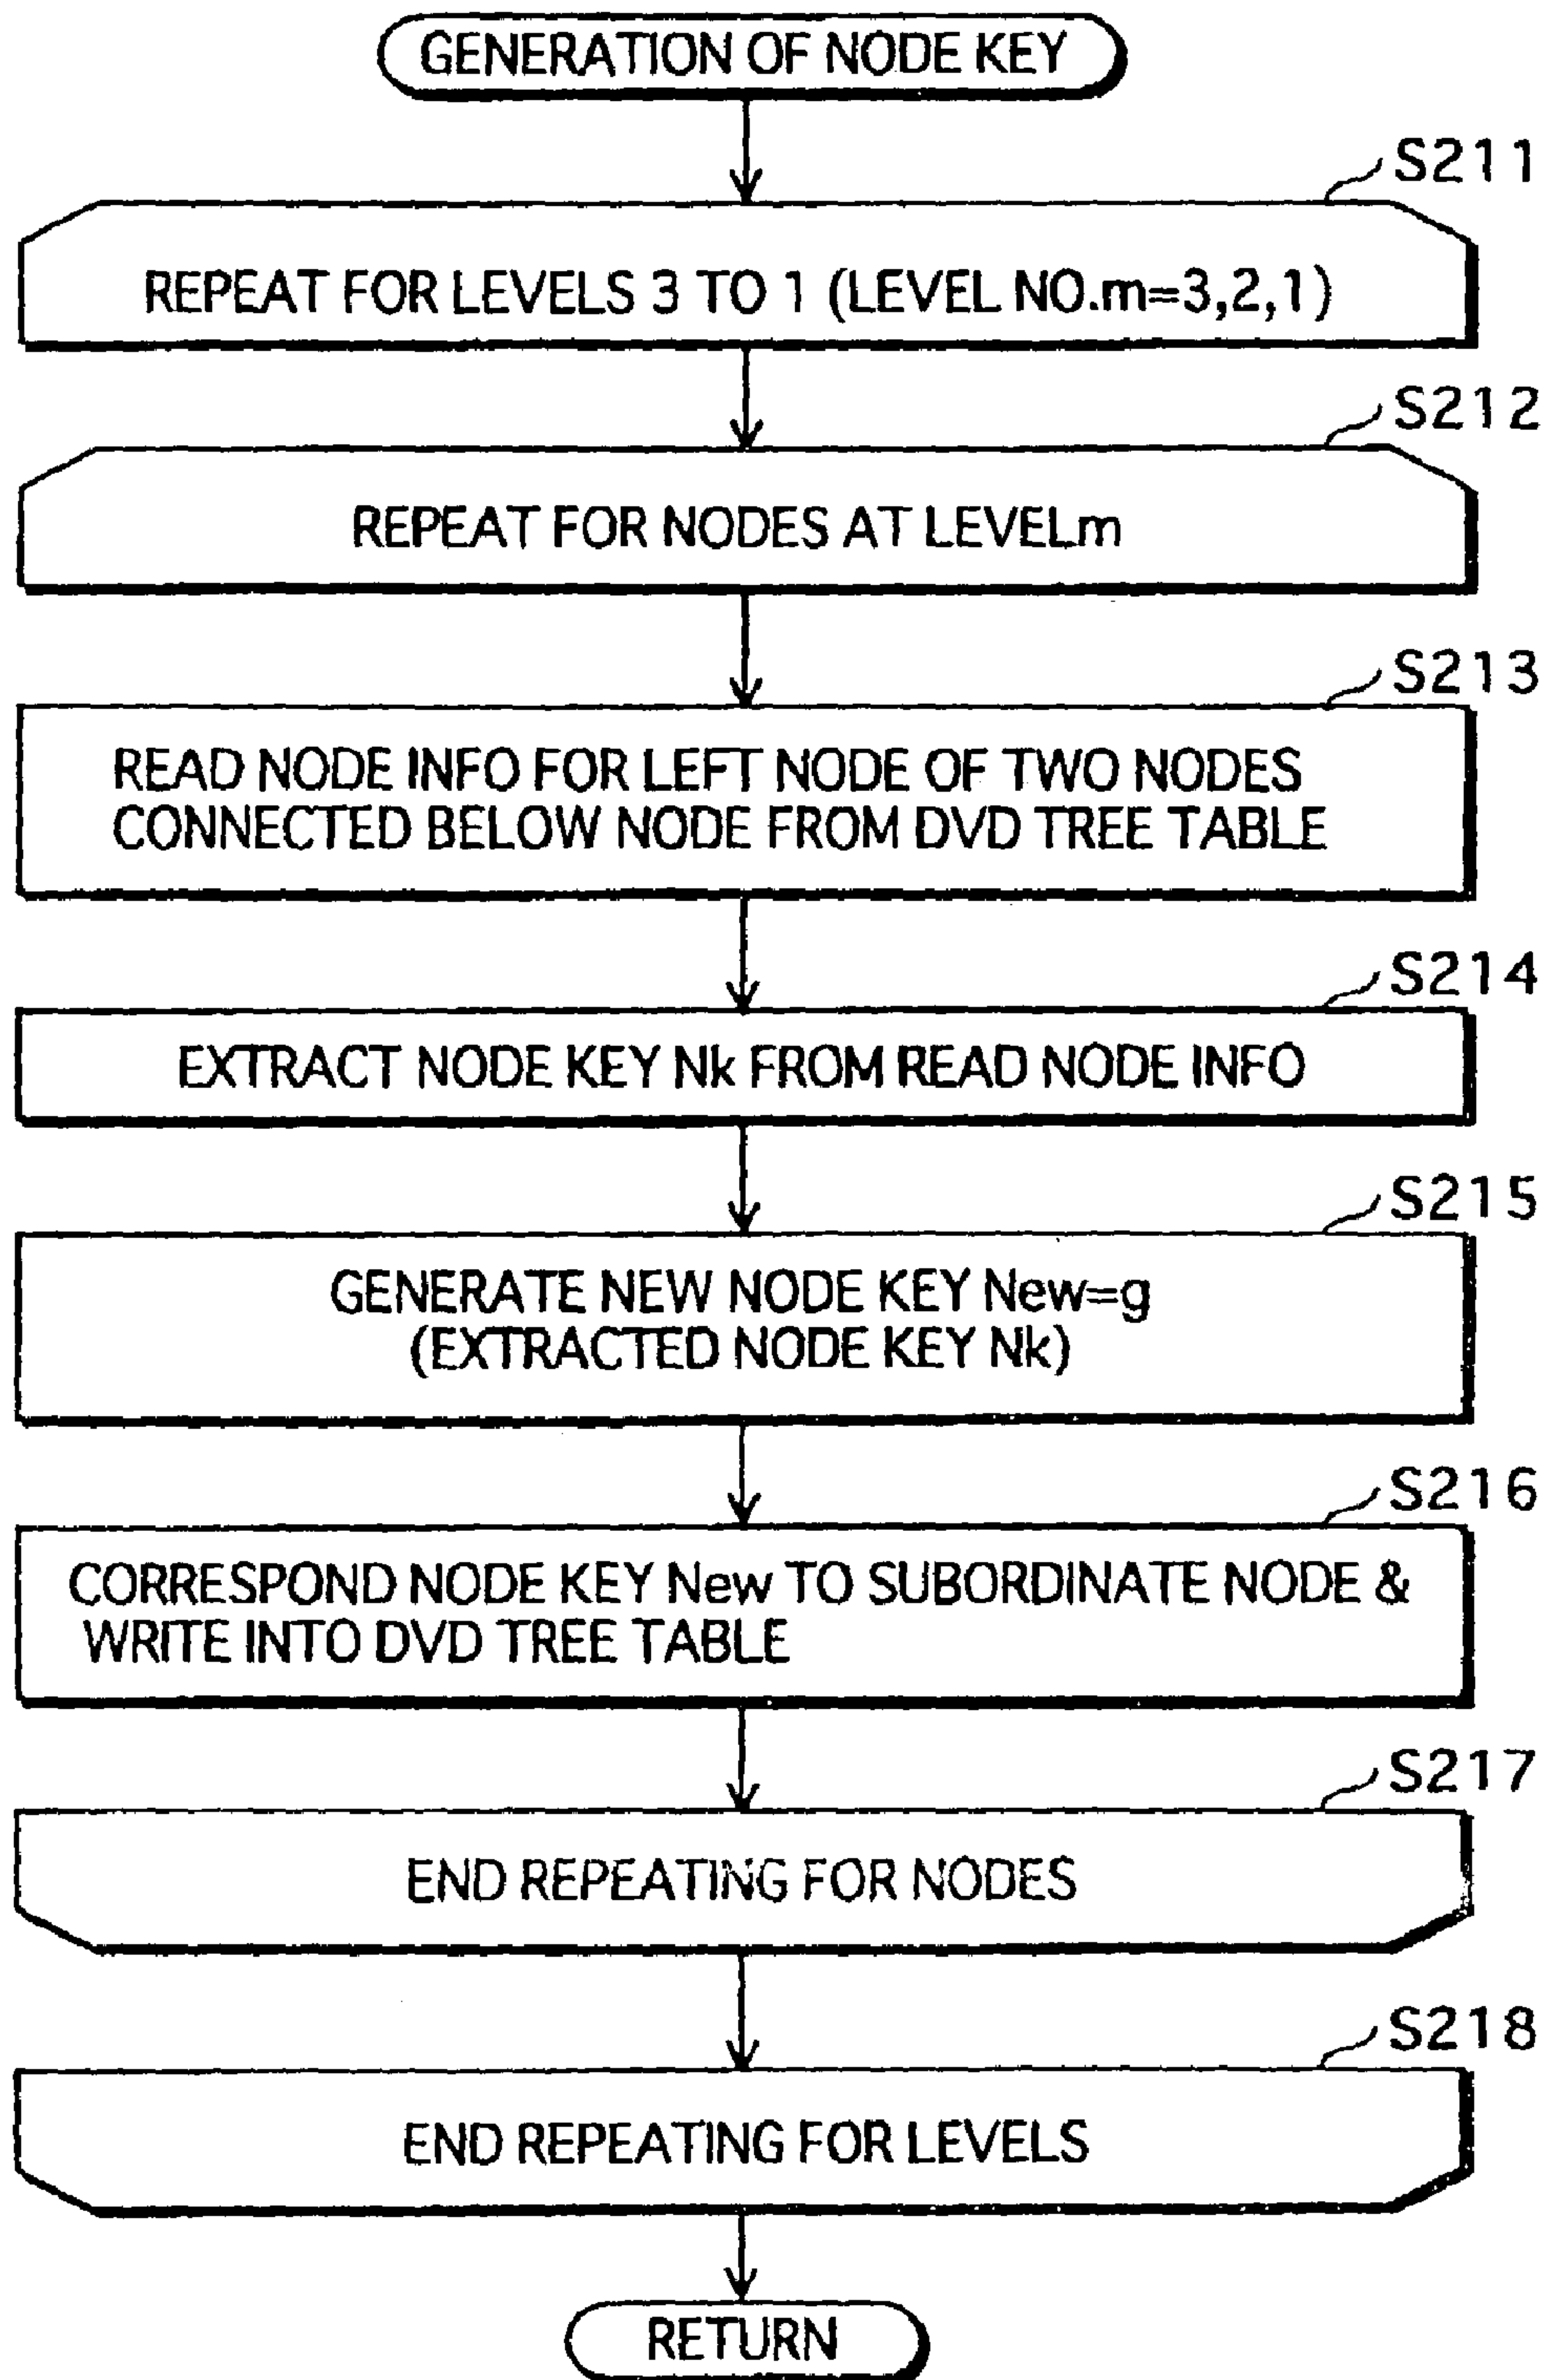 GENERATION OF NODE KEY
S211
REPEAT FOR LEVELS 3 TO 1 (LEVEL NO.m=3,2,1)
S212
REPEAT FOR NODES AT LEVELm
S213
READ NODE INFO FOR LEFT NODE OF TWO NODES
CONNECTED BELOW NODE FROM DVD TREE TABLE
S214
EXTRACT NODE KEY Nk FROM READ NODE INFO
S215
GENERATE NEW NODE KEY New=g
(EXTRACTED NODE KEY Nk)
S216
CORRESPOND NODE KEY New TO SUBORDINATE NODE &
WRITE INTO DVD TREE TABLE
S217
END REPEATING FOR NODES
S218
END REPEATING FOR LEVELS
RETURN